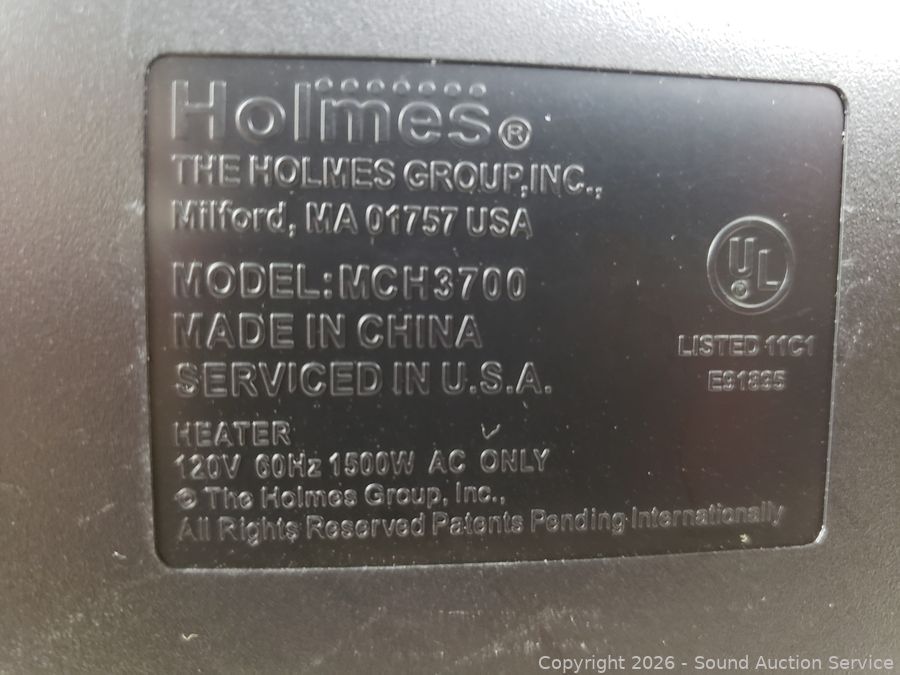 Holmes®
THE HOLMES GROUP,INC.,
Milford, MA 01757 USA
MODEL:MCH3700
MADE IN CHINA
SERVICED IN U.S.A.
UL
LISTED 11C1
E91895
HEATER
120V 60Hz 1500W AC ONLY
© The Holmes Group, Inc.,
All Rights Reserved Patents Pending Internationally
Copyright 2026 - Sound Auction Service